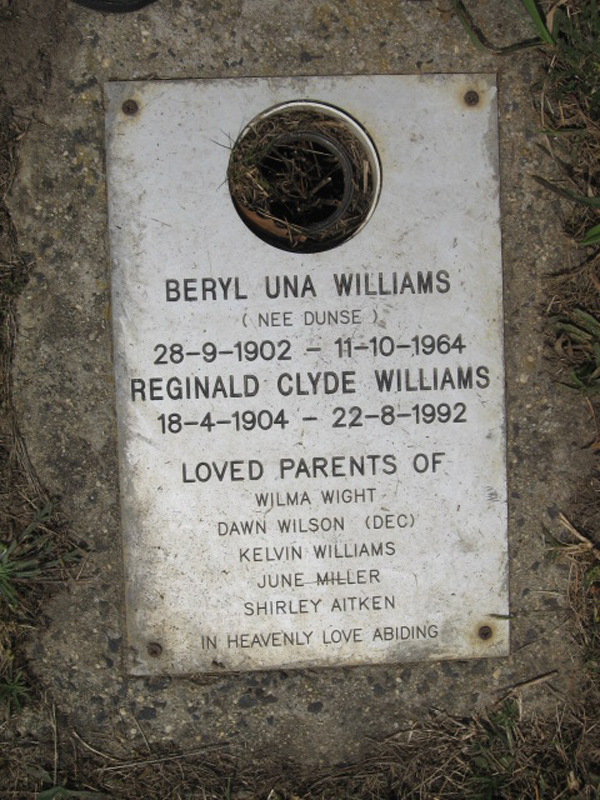 BERYL UNA WILLIAMS
( NEE DUNSE )
28-9-1902 - 11-10-1964
REGINALD CLYDE WILLIAMS
18-4-1904 - 22-8-1992
LOVED PARENTS OF
WILMA WIGHT
DAWN WILSON (DEC)
KELVIN WILLIAMS
JUNE MILLER
SHIRLEY AITKEN
IN HEAVENLY LOVE ABIDING